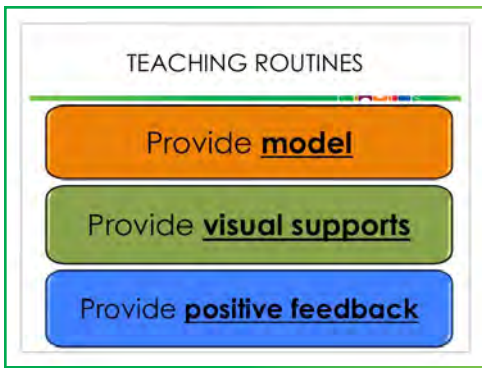 TEACHING ROUTINES
Provide model
Provide visual supports
Provide positive feedback